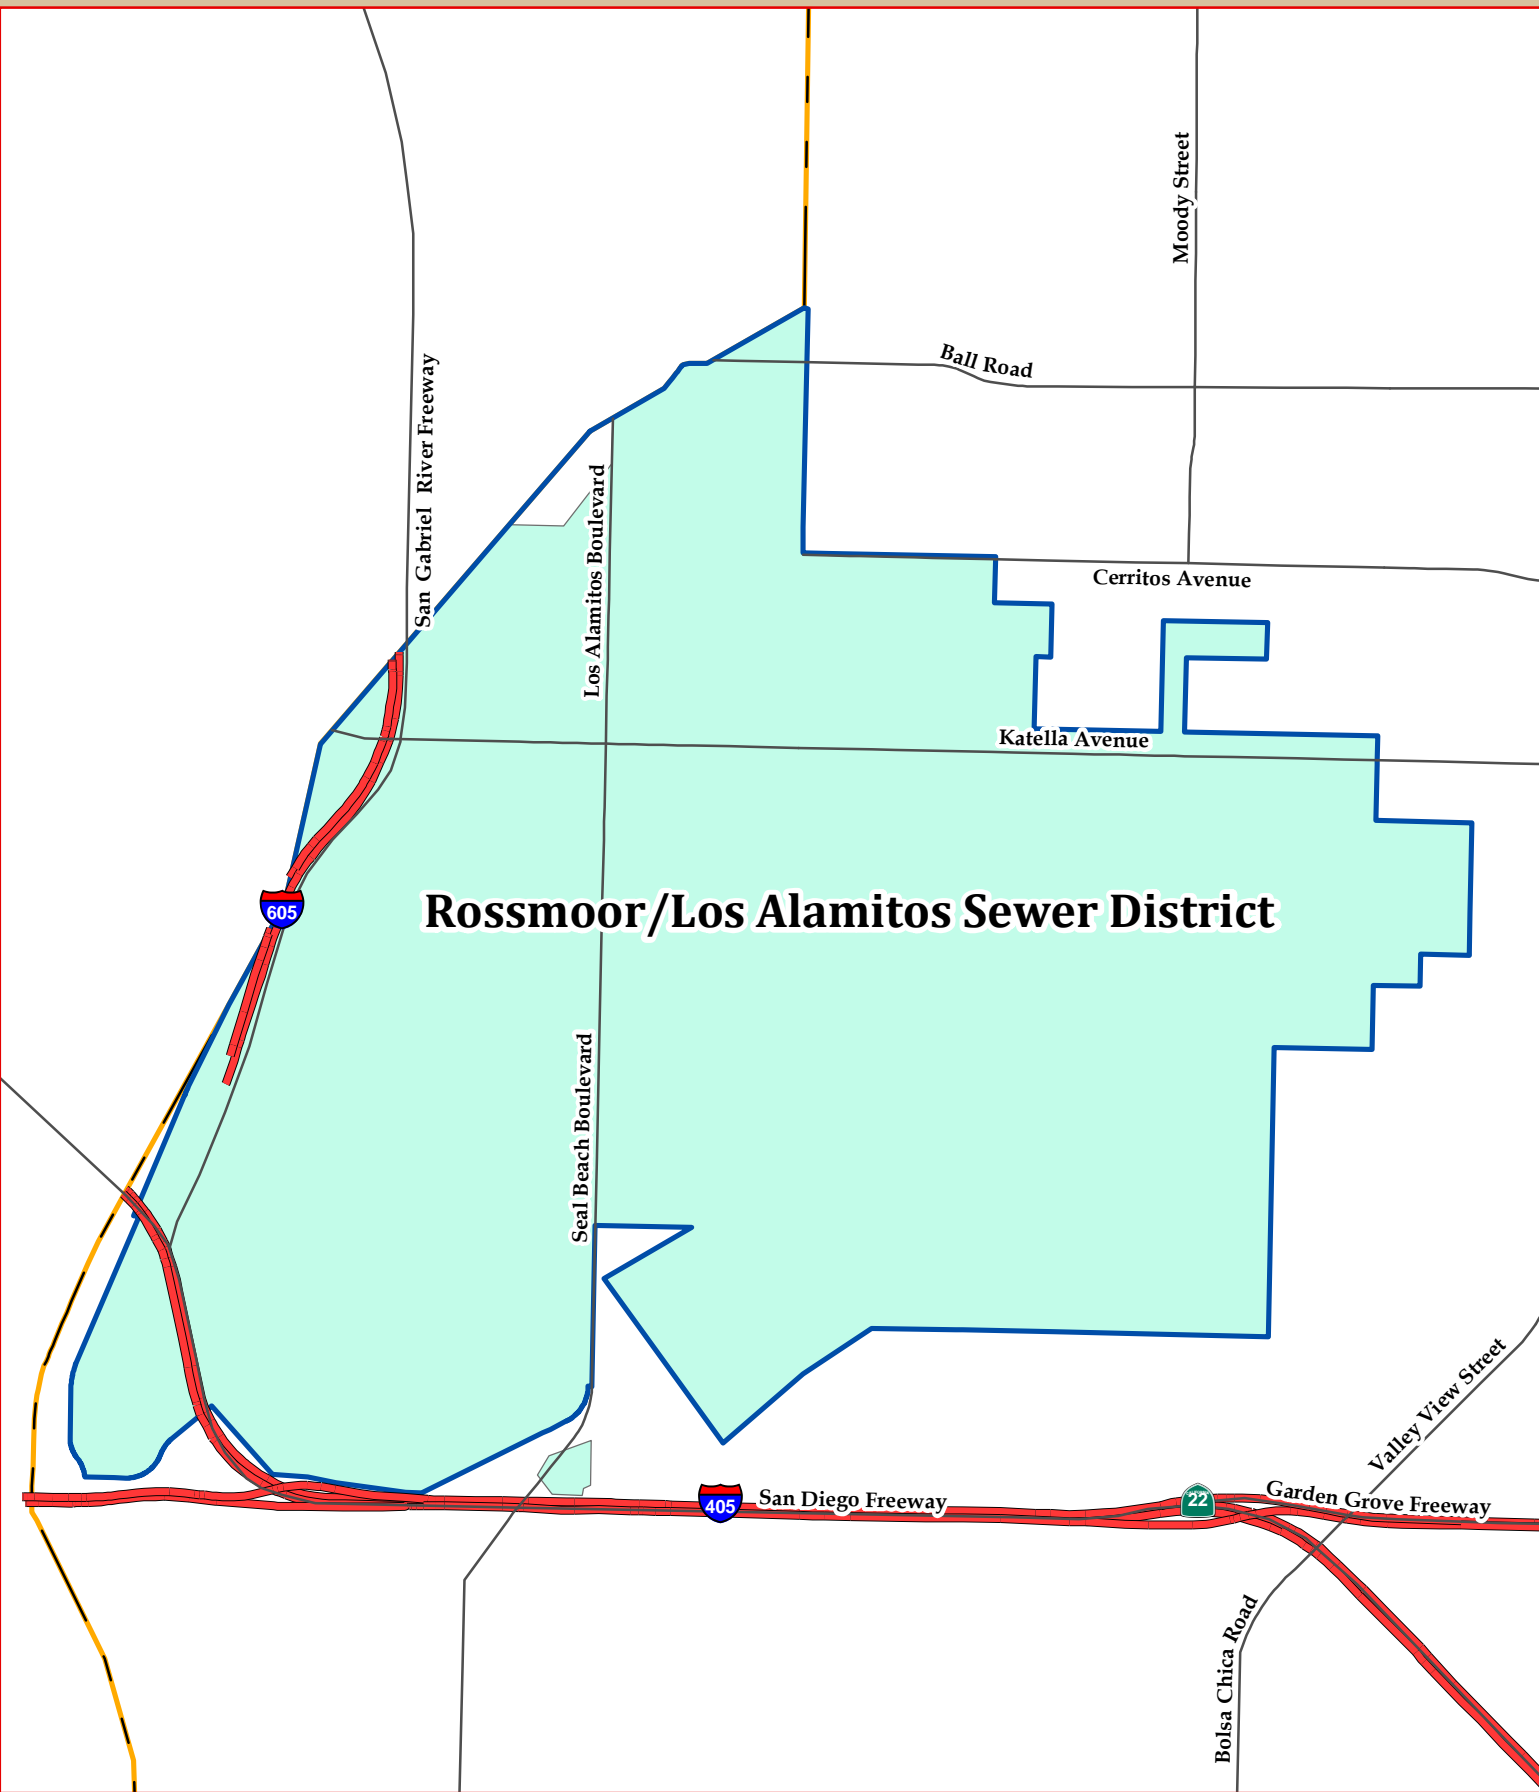 Moody Street
Ball Road
San Gabriel River Freeway
Los Alamitos Boulevard
Cerritos Avenue
Katella Avenue
605
Rossmoor/Los Alamitos Sewer District
Seal Beach Boulevard
Valley View Street
405
San Diego Freeway
22
Garden Grove Freeway
Bolsa Chica Road